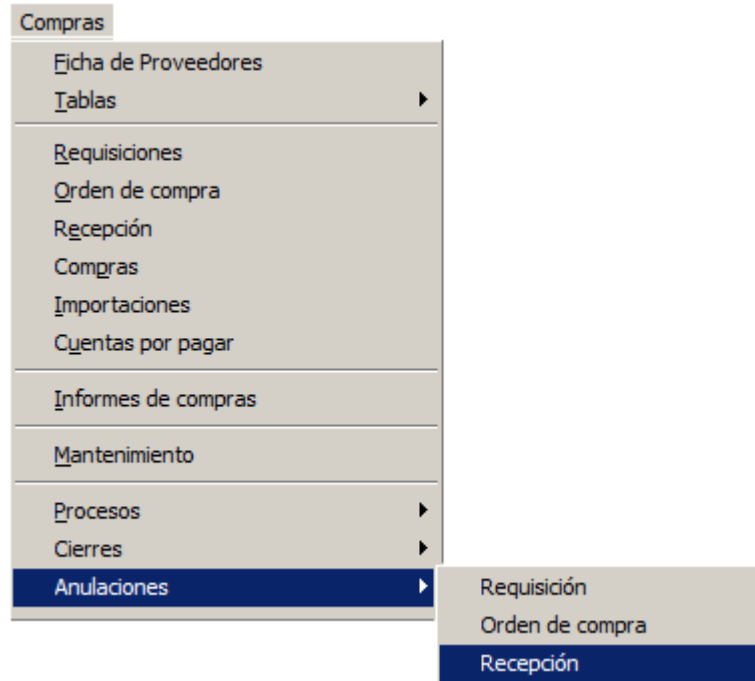 Compras
Ficha de Proveedores
Tablas
Requisiciones
Orden de compra
Recepción
Compras
Importaciones
Cuentas por pagar
Informes de compras
Mantenimiento
Procesos
Cierres
Anulaciones
Requisición
Orden de compra
Recepción